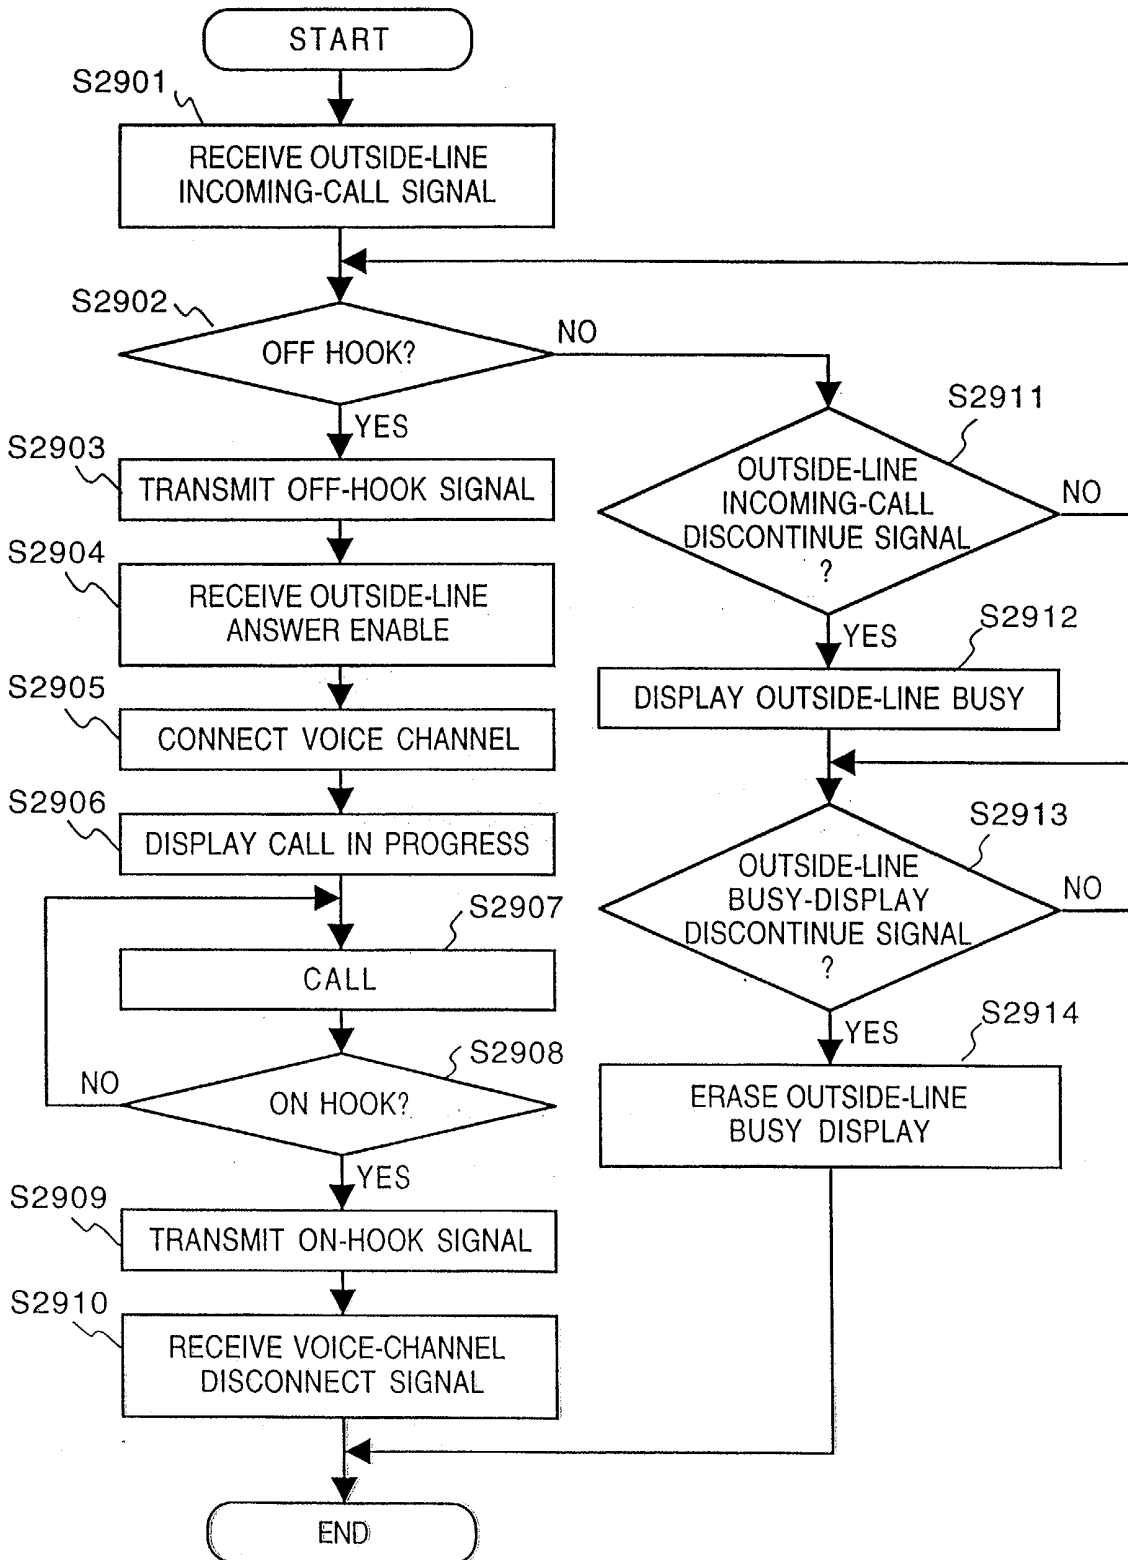 START
S2901
RECEIVE OUTSIDE-LINE
INCOMING-CALL SIGNAL
S2902
OFF HOOK?
NO
YES
S2903
TRANSMIT OFF-HOOK SIGNAL
S2904
RECEIVE OUTSIDE-LINE
ANSWER ENABLE
S2905
CONNECT VOICE CHANNEL
S2906
DISPLAY CALL IN PROGRESS
S2907
CALL
S2908
ON HOOK?
NO
YES
S2909
TRANSMIT ON-HOOK SIGNAL
S2910
RECEIVE VOICE-CHANNEL
DISCONNECT SIGNAL
S2911
OUTSIDE-LINE
INCOMING-CALL
DISCONTINUE SIGNAL
?
NO
YES
S2912
DISPLAY OUTSIDE-LINE BUSY
S2913
OUTSIDE-LINE
BUSY-DISPLAY
DISCONTINUE SIGNAL
?
NO
YES
S2914
ERASE OUTSIDE-LINE
BUSY DISPLAY
END